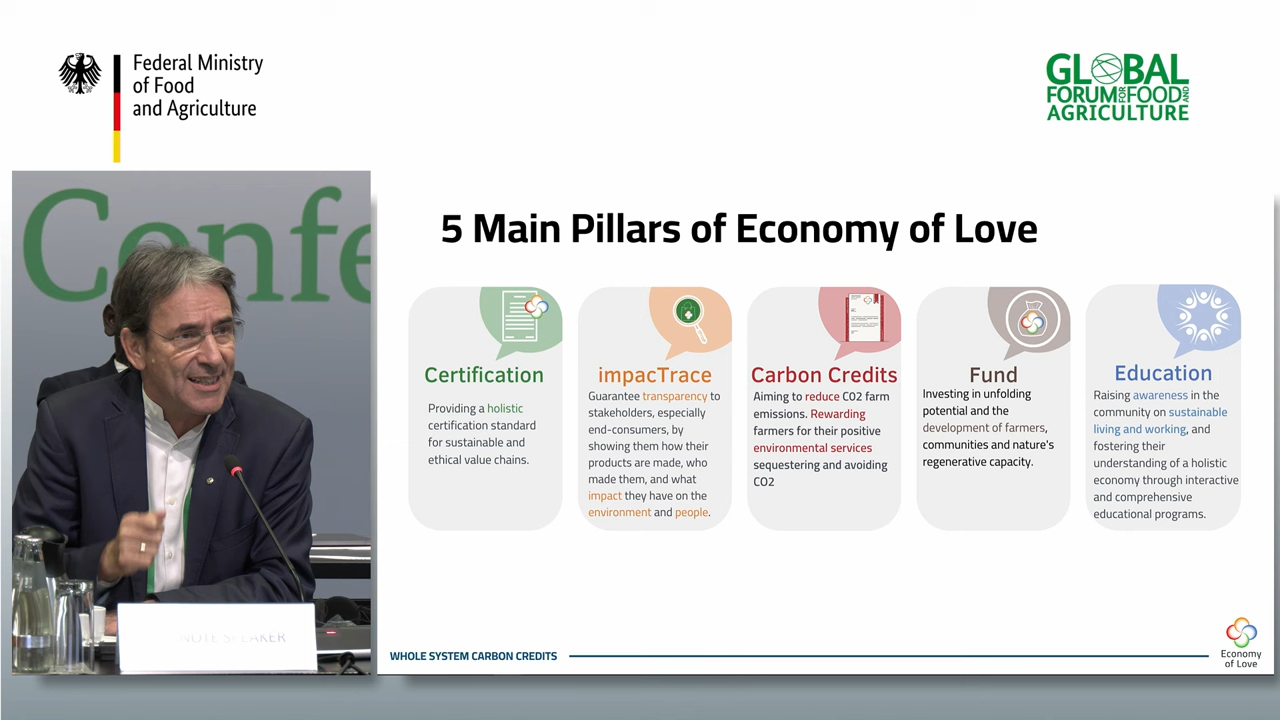 Federal Ministry
of Food
and Agriculture
GLOBAL
FORUM FOR FOOD AND
AGRICULTURE
Confe
5 Main Pillars of Economy of Love
Certification
Providing a holistic
certification standard
for sustainable and
ethical value chains.
impacTrace
Guarantee transparency to
stakeholders, especially
end-consumers, by
showing them how their
products are made, who
made them, and what
impact they have on the
environment and people.
Carbon Credits
Aiming to reduce CO2 farm
emissions. Rewarding
farmers for their positive
environmental services
sequestering and avoiding
CO2
Fund
Investing in unfolding
potential and the
development of farmers,
communities and nature's
regenerative capacity.
Education
Raising awareness in the
community on sustainable
living and working, and
fostering their
understanding of a holistic
economy through interactive
and comprehensive
educational programs.
SPEAKER
WHOLE SYSTEM CARBON CREDITS
Economy
of Love